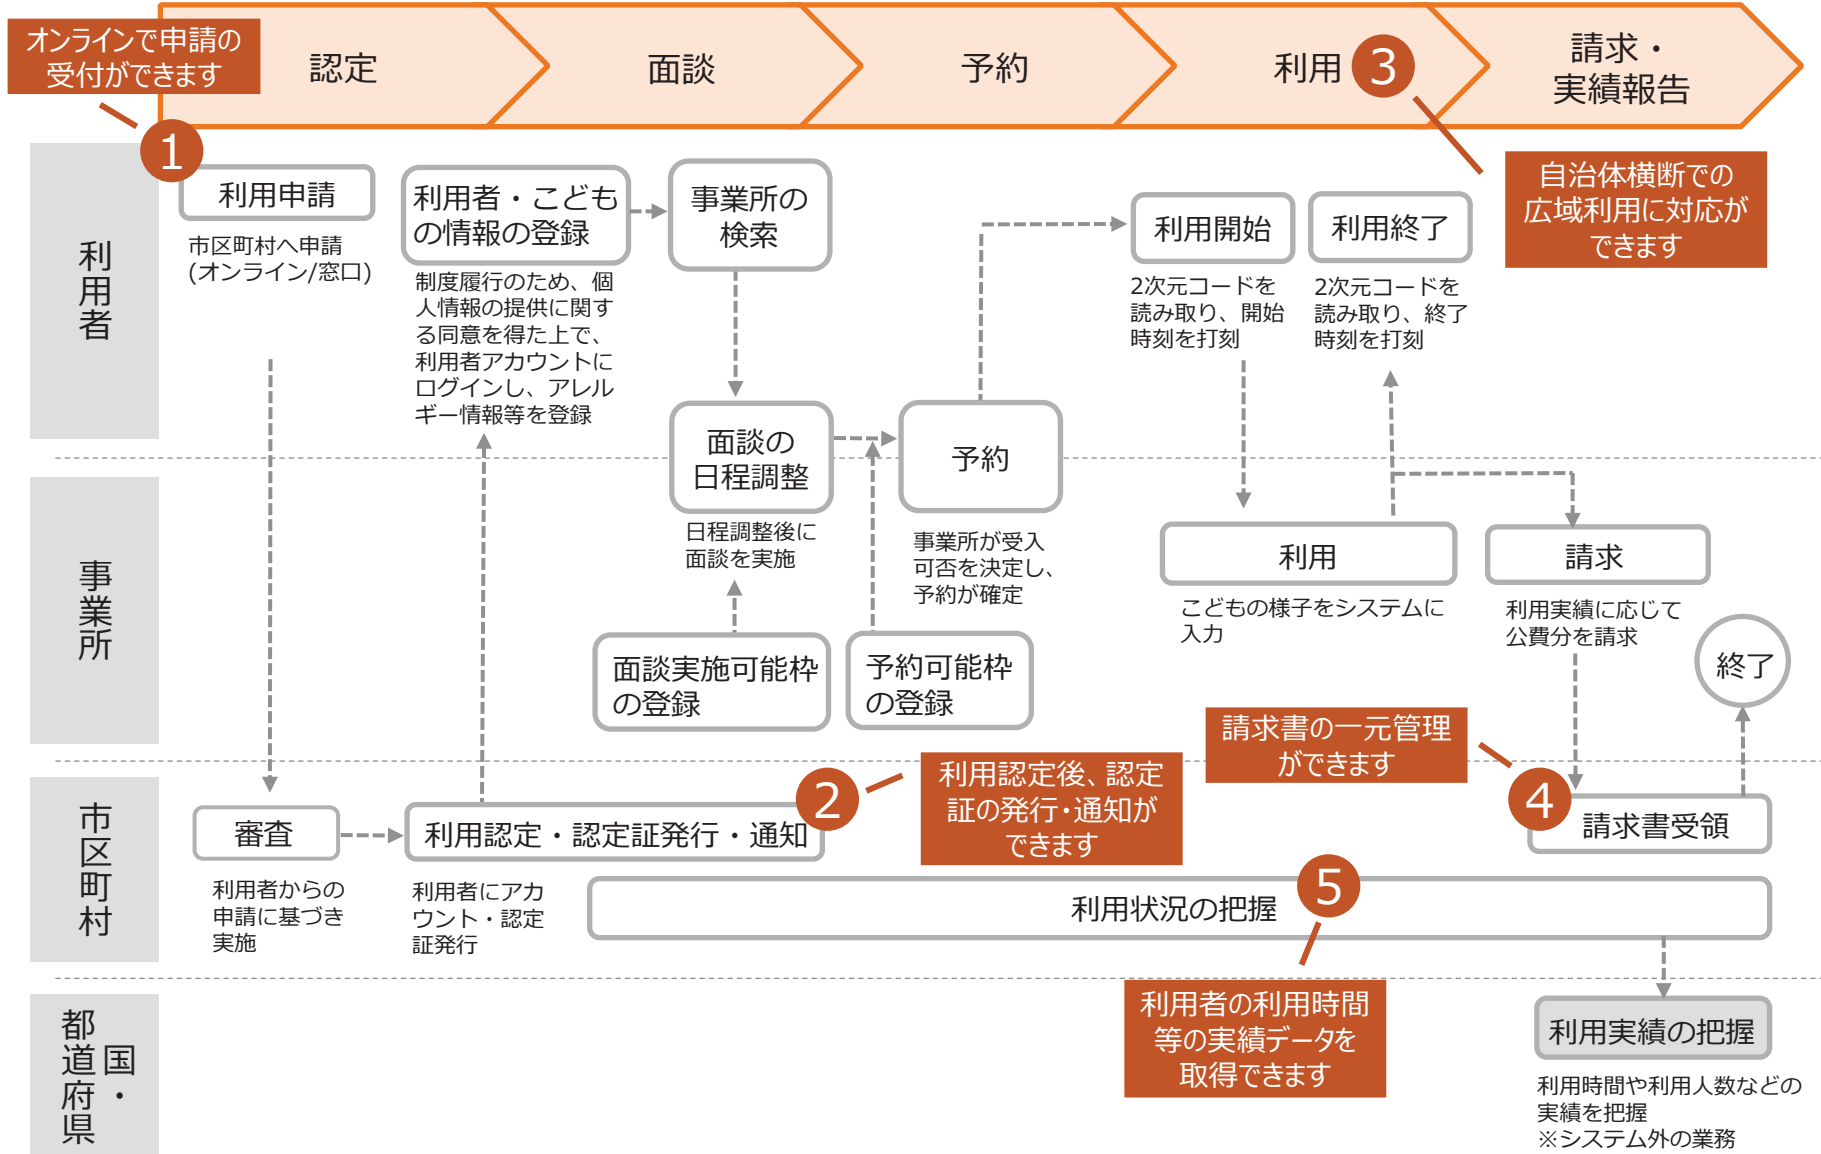 オンラインで申請の
受付ができます
認定
面談
予約
利用
3
請求・
実績報告
1
利用者
利用申請
市区町村へ申請
(オンライン/窓口)
利用者・こども
の情報の登録
制度履行のため、個
人情報の提供に関す
る同意を得た上で、
利用者アカウントに
ログインし、アレル
ギー情報等を登録
事業所の
検索
利用開始
2次元コードを
読み取り、開始
時刻を打刻
利用終了
2次元コードを
読み取り、終了
時刻を打刻
自治体横断での
広域利用に対応が
できます
面談の
日程調整
日程調整後に
面談を実施
予約
事業所が受入
可否を決定し、
予約が確定
事業所
利用
こどもの様子をシステムに
入力
請求
利用実績に応じて
公費分を請求
面談実施可能枠
の登録
予約可能枠
の登録
終了
請求書の一元管理
ができます
市区町村
審査
利用者からの
申請に基づき
実施
利用認定・認定証発行・通知
利用者にアカ
ウント・認定
証発行
2
利用認定後、認定
証の発行・通知が
できます
4
請求書受領
5
利用状況の把握
国・
都道府県
利用者の利用時間
等の実績データを
取得できます
利用実績の把握
利用時間や利用人数などの
実績を把握
※システム外の業務